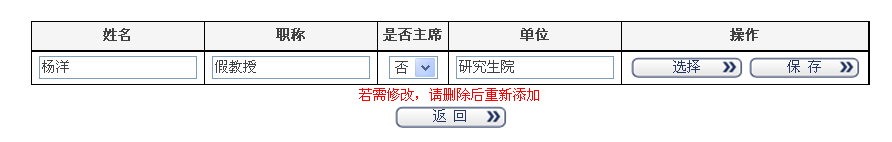 姓名 职称 是否主席 单位 操作
杨洋 假教授 否 研究生院 选择 保 存
若需修改，请删除后重新添加
返 回